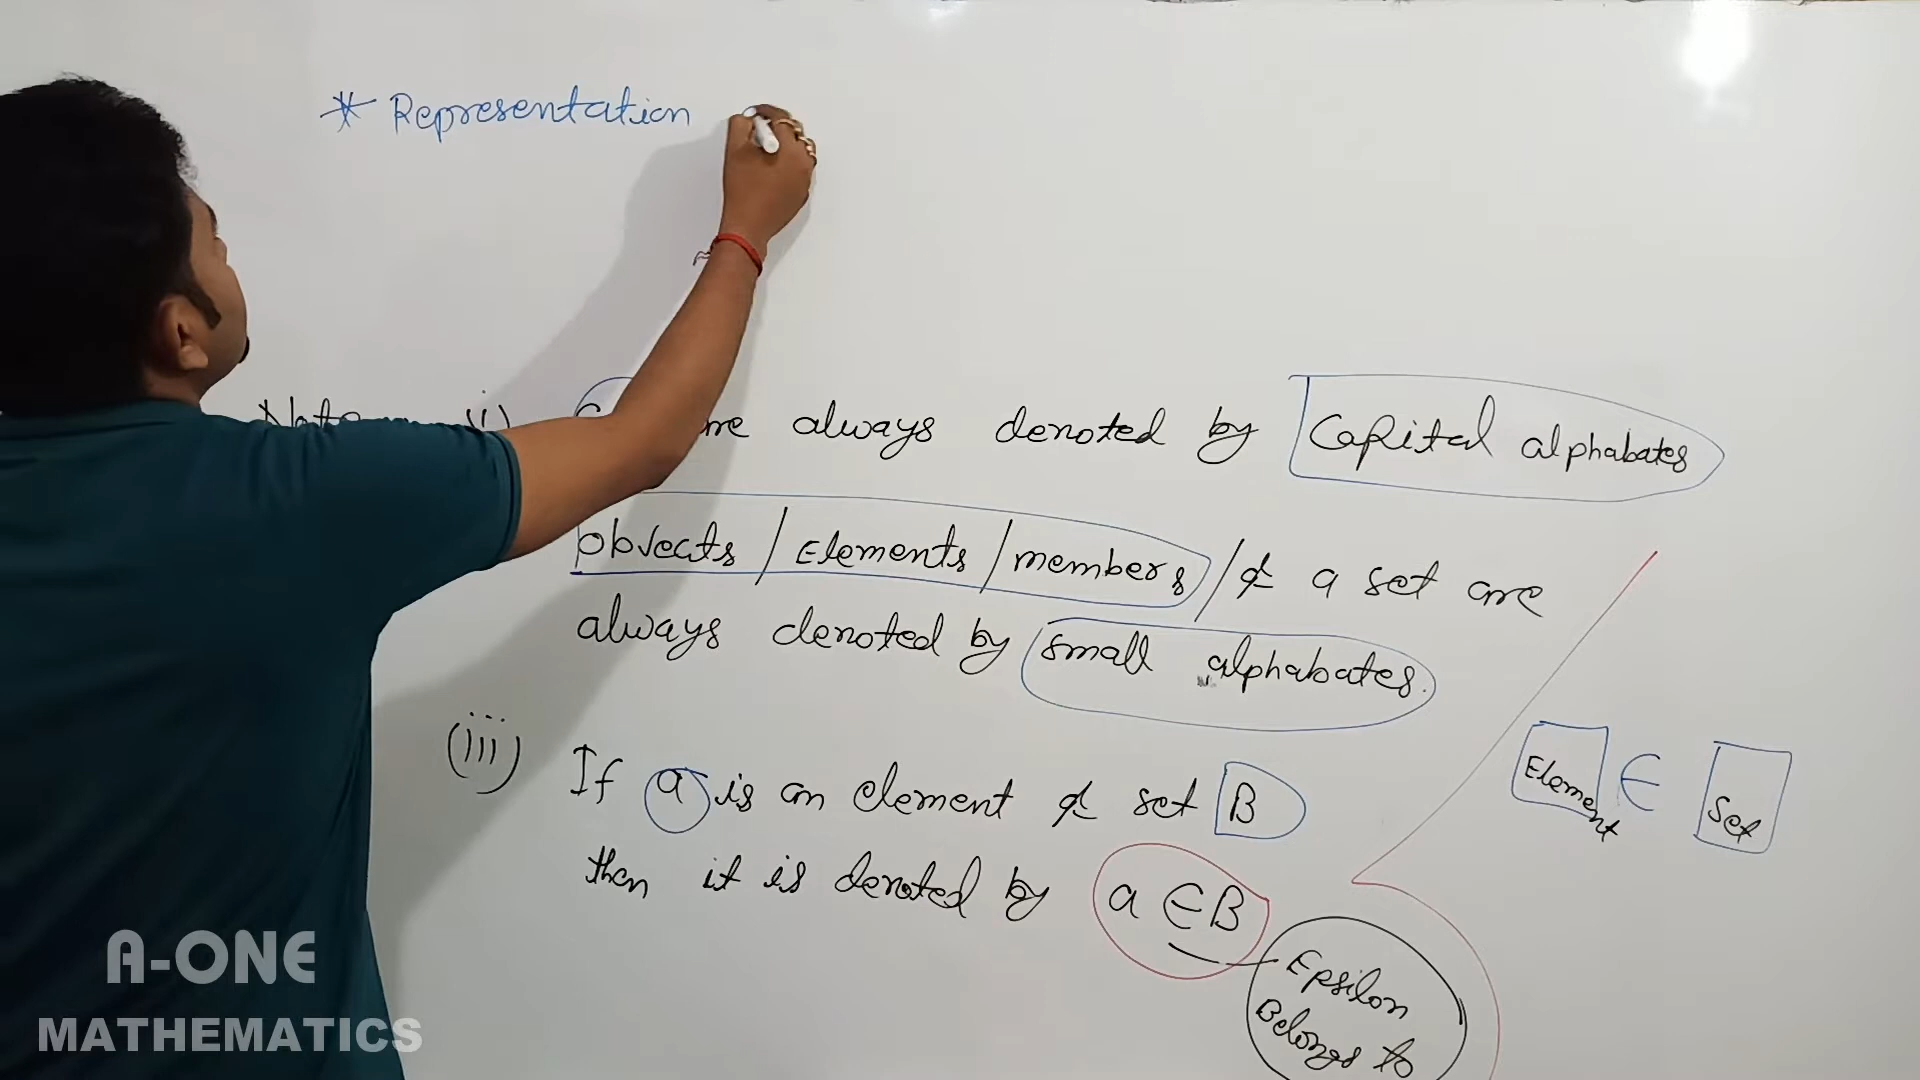 * Representation
Note (i) are always denoted by Capital alphabates
objects / Elements / members / of a set are
always denoted by small alphabates.
(iii) If a is an element of set B
then it is denoted by a ∈ B
Element ∈ Set
Epsilon
Belongs to
A-ONE
MATHEMATICS